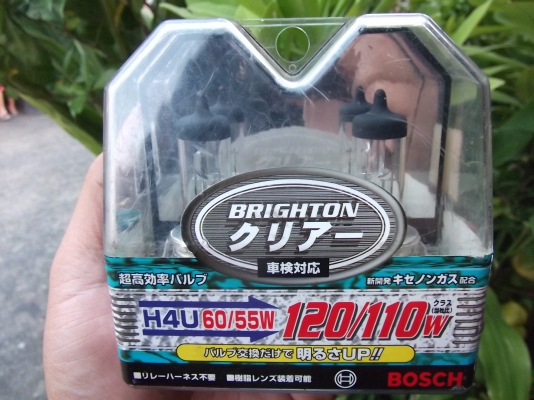 BRIGHTON
クリアー
車検対応
超高効率バルブ
新開発 キセノンガス配合
H4U 60/55W 120/110W クラス(当社比)
バルブ交換だけで明るさUP!!
■リレーハーネス不要 ■樹脂レンズ装着可能 BOSCH